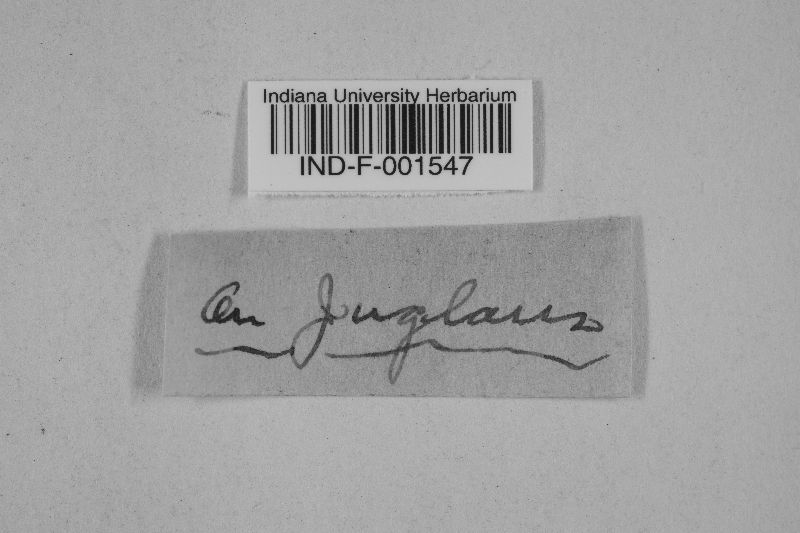 Indiana University Herbarium
IND-F-001547
On Juglans